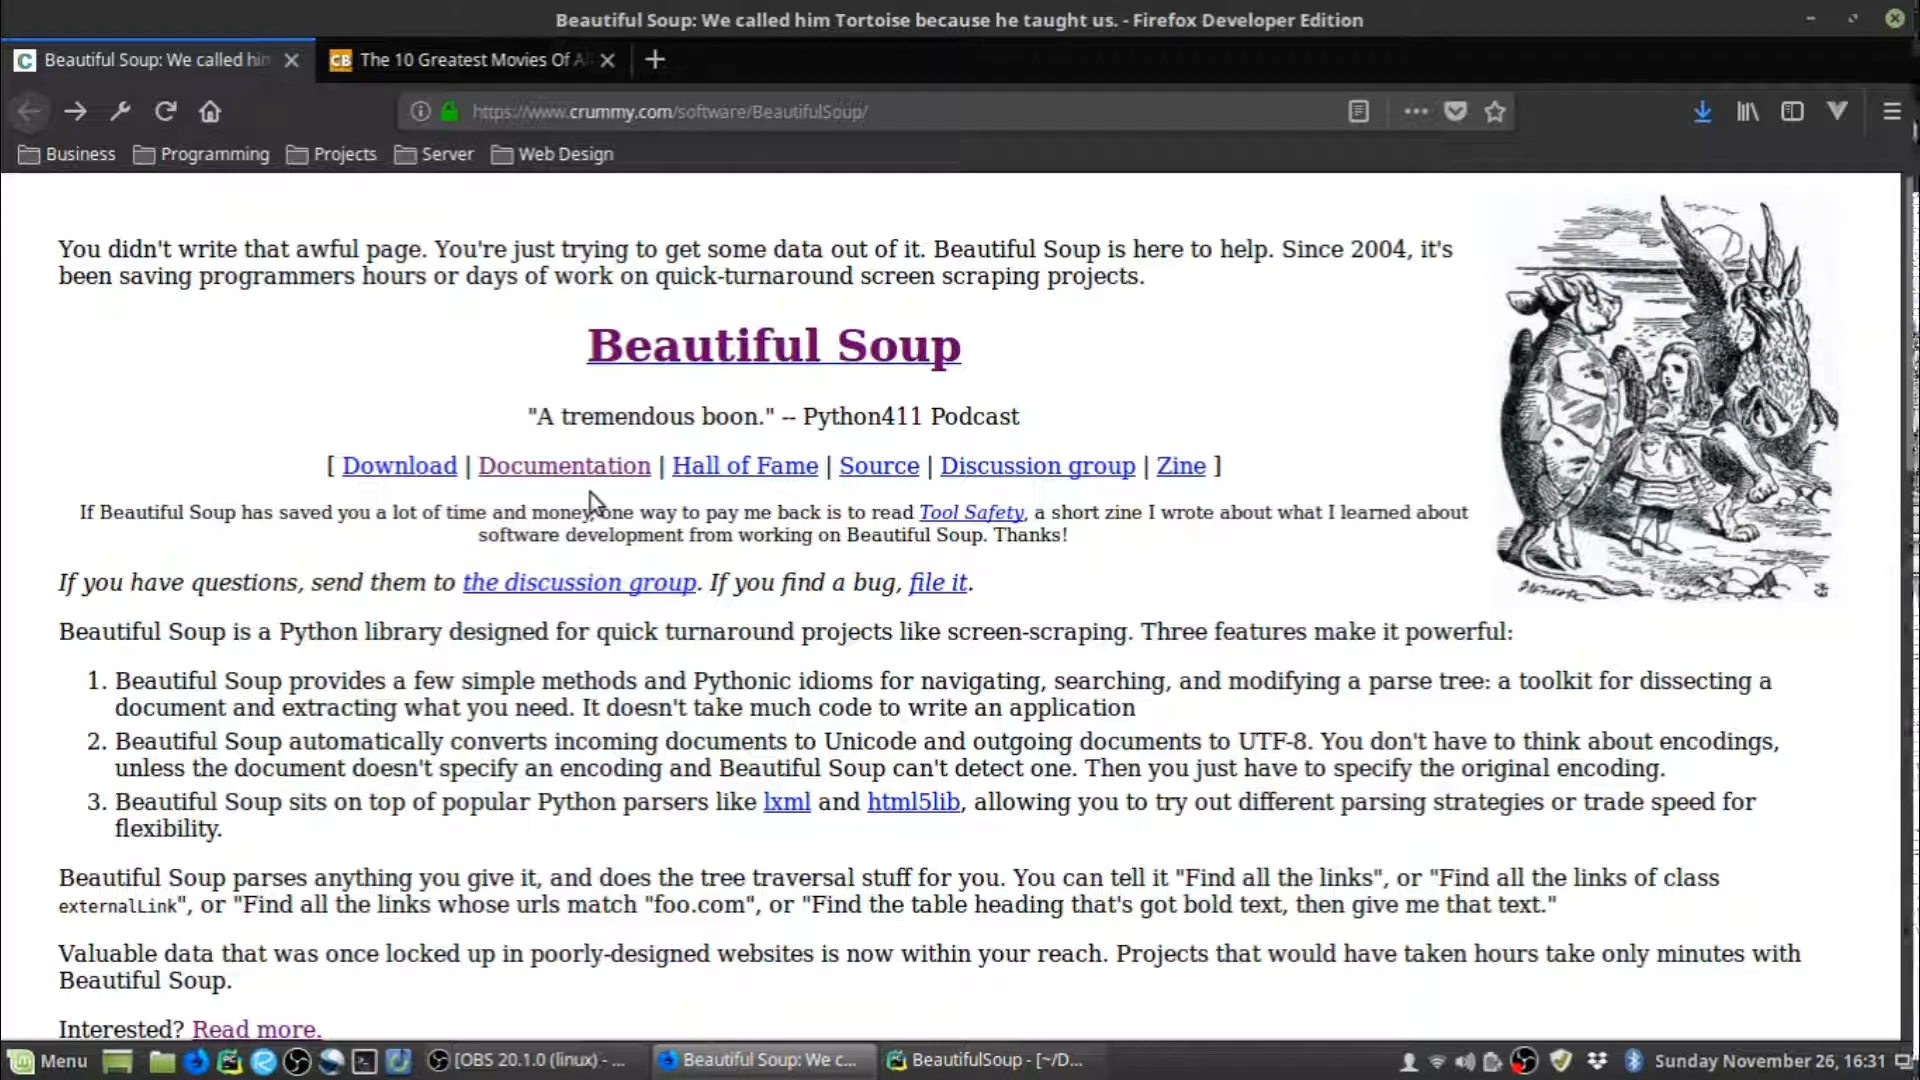 Beautiful Soup: We called him Tortoise because he taught us. - Firefox Developer Edition
Beautiful Soup: We called him
CB The 10 Greatest Movies Of Al
https://www.crummy.com/software/BeautifulSoup/
Business Programming Projects Server Web Design
You didn't write that awful page. You're just trying to get some data out of it. Beautiful Soup is here to help. Since 2004, it's
been saving programmers hours or days of work on quick-turnaround screen scraping projects.
Beautiful Soup
"A tremendous boon." -- Python411 Podcast
[ Download | Documentation | Hall of Fame | Source | Discussion group | Zine ]
If Beautiful Soup has saved you a lot of time and money, one way to pay me back is to read Tool Safety, a short zine I wrote about what I learned about
software development from working on Beautiful Soup. Thanks!
If you have questions, send them to the discussion group. If you find a bug, file it.
Beautiful Soup is a Python library designed for quick turnaround projects like screen-scraping. Three features make it powerful:
1. Beautiful Soup provides a few simple methods and Pythonic idioms for navigating, searching, and modifying a parse tree: a toolkit for dissecting a
document and extracting what you need. It doesn't take much code to write an application
2. Beautiful Soup automatically converts incoming documents to Unicode and outgoing documents to UTF-8. You don't have to think about encodings,
unless the document doesn't specify an encoding and Beautiful Soup can't detect one. Then you just have to specify the original encoding.
3. Beautiful Soup sits on top of popular Python parsers like lxml and html5lib, allowing you to try out different parsing strategies or trade speed for
flexibility.
Beautiful Soup parses anything you give it, and does the tree traversal stuff for you. You can tell it "Find all the links", or "Find all the links of class
externalLink", or "Find all the links whose urls match "foo.com", or "Find the table heading that's got bold text, then give me that text."
Valuable data that was once locked up in poorly-designed websites is now within your reach. Projects that would have taken hours take only minutes with
Beautiful Soup.
Interested? Read more.
Menu [OBS 20.1.0 (linux) - ... Beautiful Soup: We c... BeautifulSoup - [~/D... Sunday November 26, 16:31